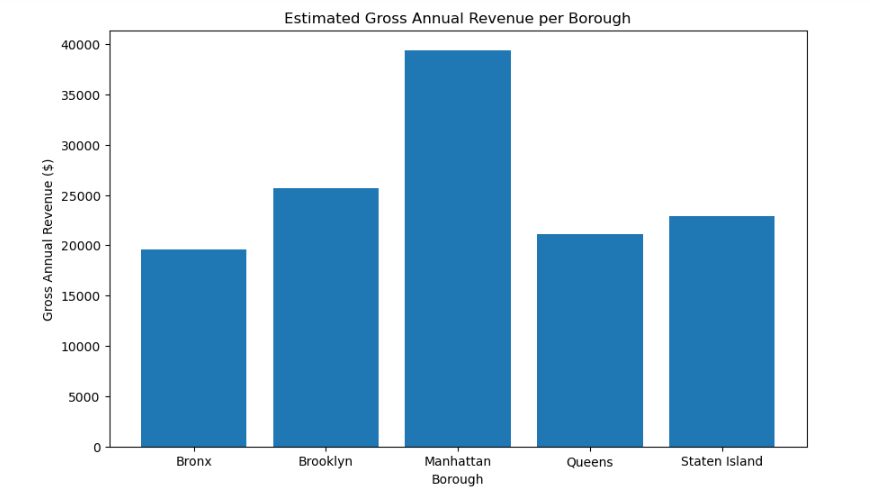 Estimated Gross Annual Revenue per Borough
Gross Annual Revenue ($)
40000
35000
30000
25000
20000
15000
10000
5000
0
Bronx Brooklyn Manhattan Queens Staten Island
Borough